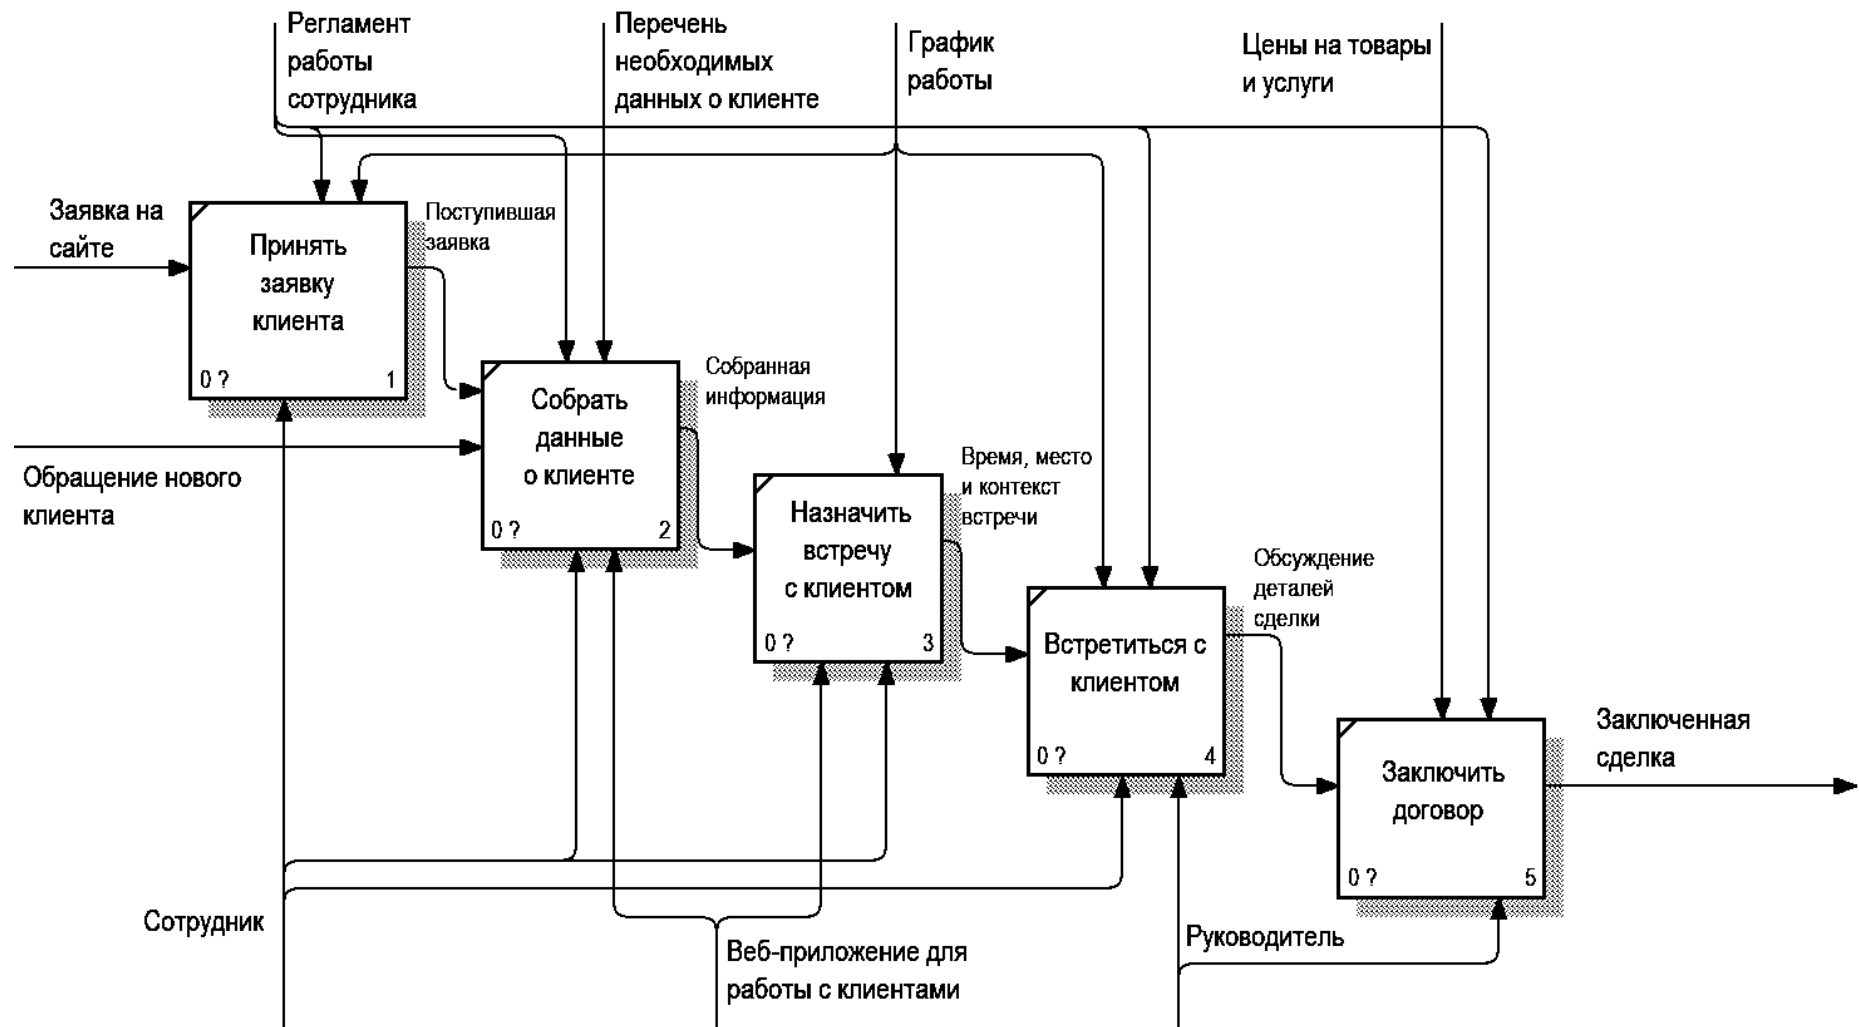 Регламент
работы
сотрудника
Перечень
необходимых
данных о клиенте
График
работы
Цены на товары
и услуги
Заявка на
сайте
Принять
заявку
клиента
0 ?
1
Поступившая
заявка
Обращение нового
клиента
Собрать
данные
о клиенте
0 ?
2
Собранная
информация
Назначить
встречу
с клиентом
0 ?
3
Время, место
и контекст
встречи
Встретиться с
клиентом
0 ?
4
Обсуждение
деталей
сделки
Заключить
договор
0 ?
5
Заключенная
сделка
Сотрудник
Веб-приложение для
работы с клиентами
Руководитель